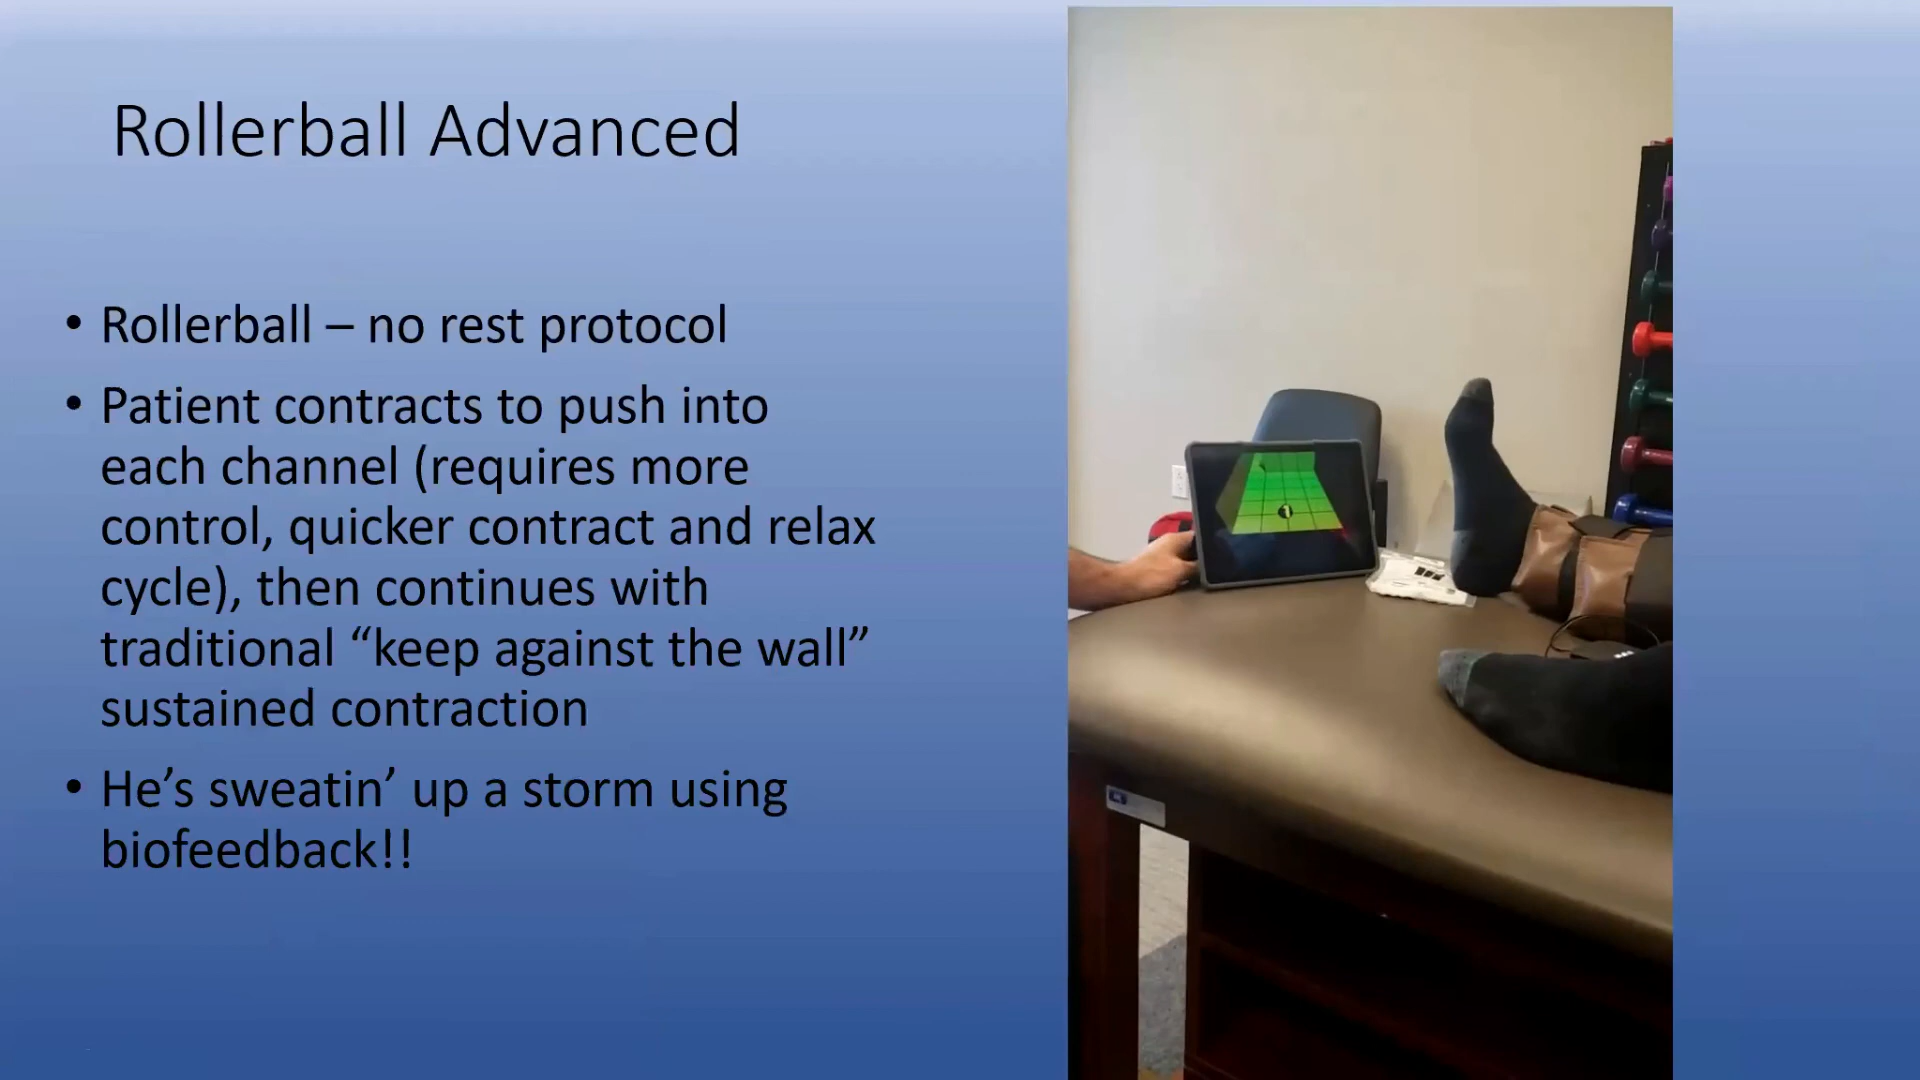 Rollerball Advanced
• Rollerball – no rest protocol
• Patient contracts to push into
each channel (requires more
control, quicker contract and relax
cycle), then continues with
traditional “keep against the wall”
sustained contraction
• He’s sweatin’ up a storm using
biofeedback!!